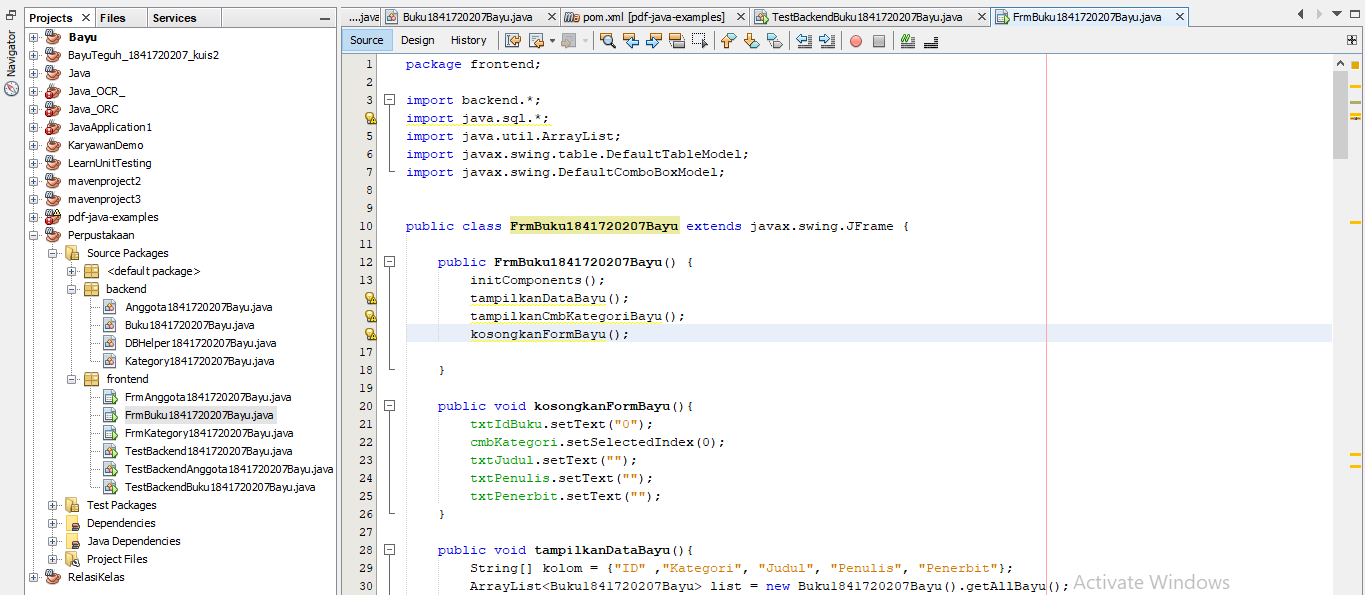 Navigator
Projects
Files
Services
Bayu
BayuTeguh_1841720207_kuis2
Java
Java_OCR_
Java_ORC
JavaApplication1
KaryawanDemo
LearnUnitTesting
mavenproject2
mavenproject3
pdf-java-examples
Perpustakaan
Source Packages
<default package>
backend
Anggota1841720207Bayu.java
Buku1841720207Bayu.java
DBHelper1841720207Bayu.java
Kategory1841720207Bayu.java
frontend
FrmAnggota1841720207Bayu.java
FrmBuku1841720207Bayu.java
FrmKategory1841720207Bayu.java
TestBackend1841720207Bayu.java
TestBackendAnggota1841720207Bayu.java
TestBackendBuku1841720207Bayu.java
Test Packages
Dependencies
Java Dependencies
Project Files
RelasiKelas
....java Buku1841720207Bayu.java pom.xml [pdf-java-examples] TestBackendBuku1841720207Bayu.java FrmBuku1841720207Bayu.java
Source Design History
1 package frontend;
2
3 import backend.*;
import java.sql.*;
5 import java.util.ArrayList;
6 import javax.swing.table.DefaultTableModel;
7 import javax.swing.DefaultComboBoxModel;
8
9
10 public class FrmBuku1841720207Bayu extends javax.swing.JFrame {
11
12 public FrmBuku1841720207Bayu() {
13 initComponents();
tampilkanDataBayu();
tampilkanCmbKategoriBayu();
kosongkanFormBayu();
17
18 }
19
20 public void kosongkanFormBayu(){
21 txtIdBuku.setText("0");
22 cmbKategori.setSelectedIndex(0);
23 txtJudul.setText("");
24 txtPenulis.setText("");
25 txtPenerbit.setText("");
26 }
27
28 public void tampilkanDataBayu(){
29 String[] kolom = {"ID" ,"Kategori", "Judul", "Penulis", "Penerbit"};
30 ArrayList<Buku1841720207Bayu> list = new Buku1841720207Bayu().getAllBayu();
Activate Windows